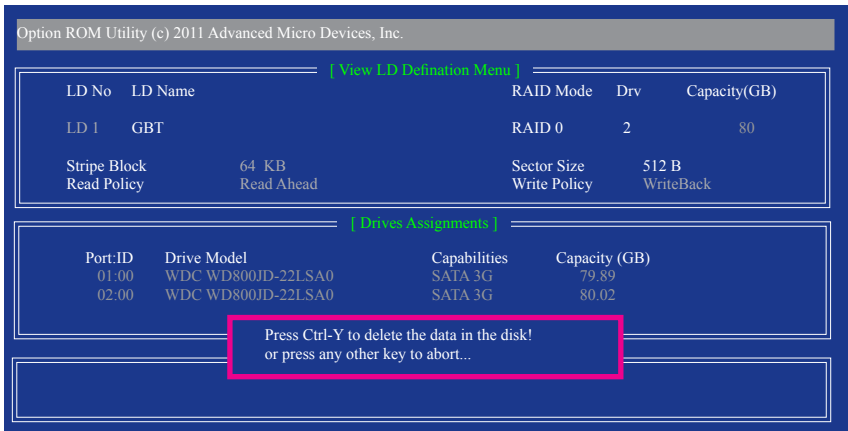 Option ROM Utility (c) 2011 Advanced Micro Devices, Inc.
[ View LD Defination Menu ]
LD No LD Name RAID Mode Drv Capacity(GB)
LD 1 GBT RAID 0 2 80
Stripe Block 64 KB Sector Size 512 B
Read Policy Read Ahead Write Policy WriteBack
[ Drives Assignments ]
Port:ID Drive Model Capabilities Capacity (GB)
01:00 WDC WD800JD-22LSA0 SATA 3G 79.89
02:00 WDC WD800JD-22LSA0 SATA 3G 80.02
Press Ctrl-Y to delete the data in the disk!
or press any other key to abort...